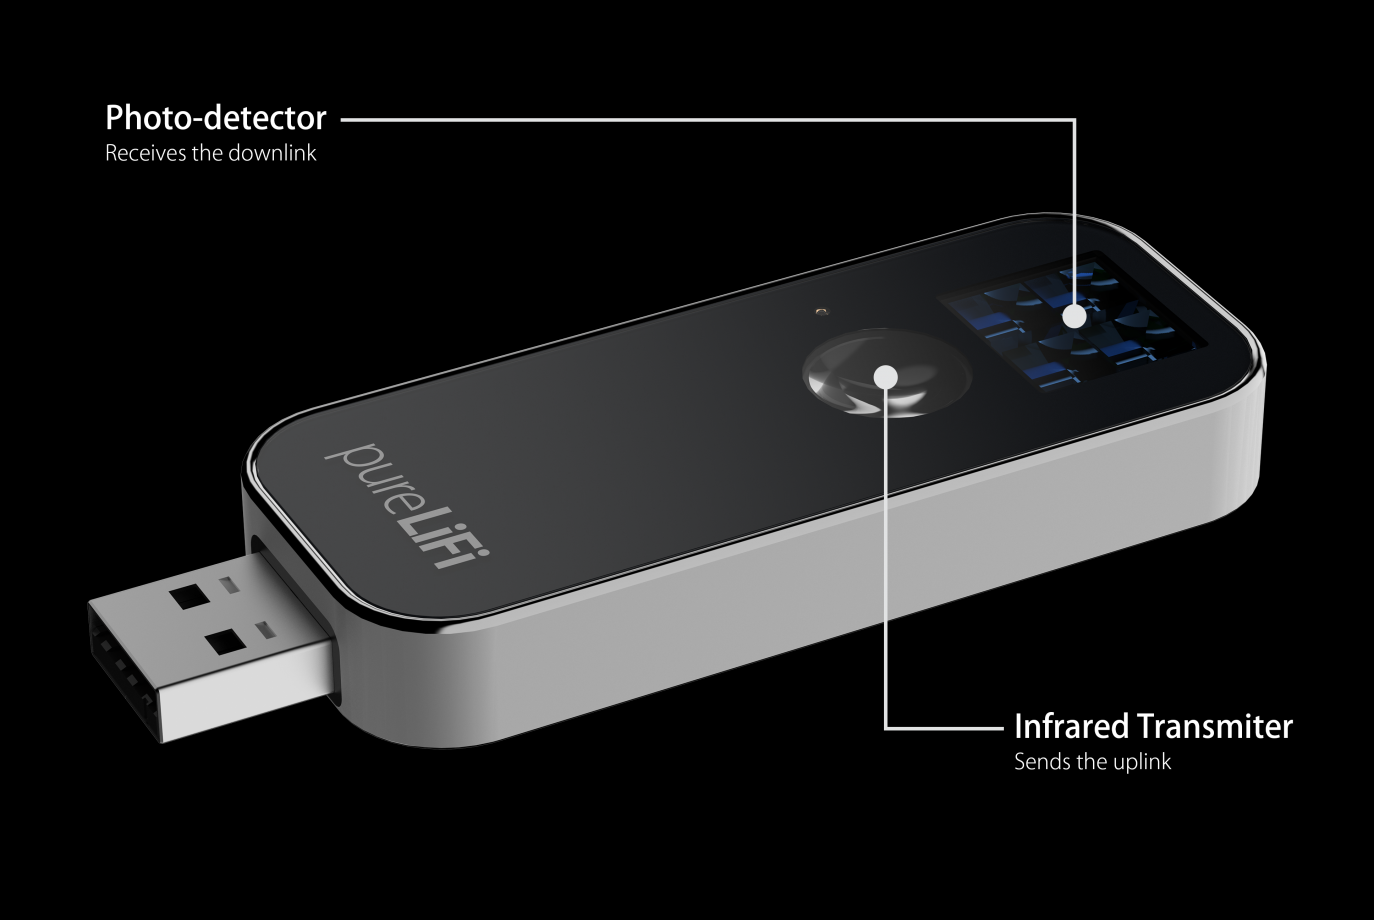 Photo-detector
Receives the downlink
pureLiFi
Infrared Transmiter
Sends the uplink